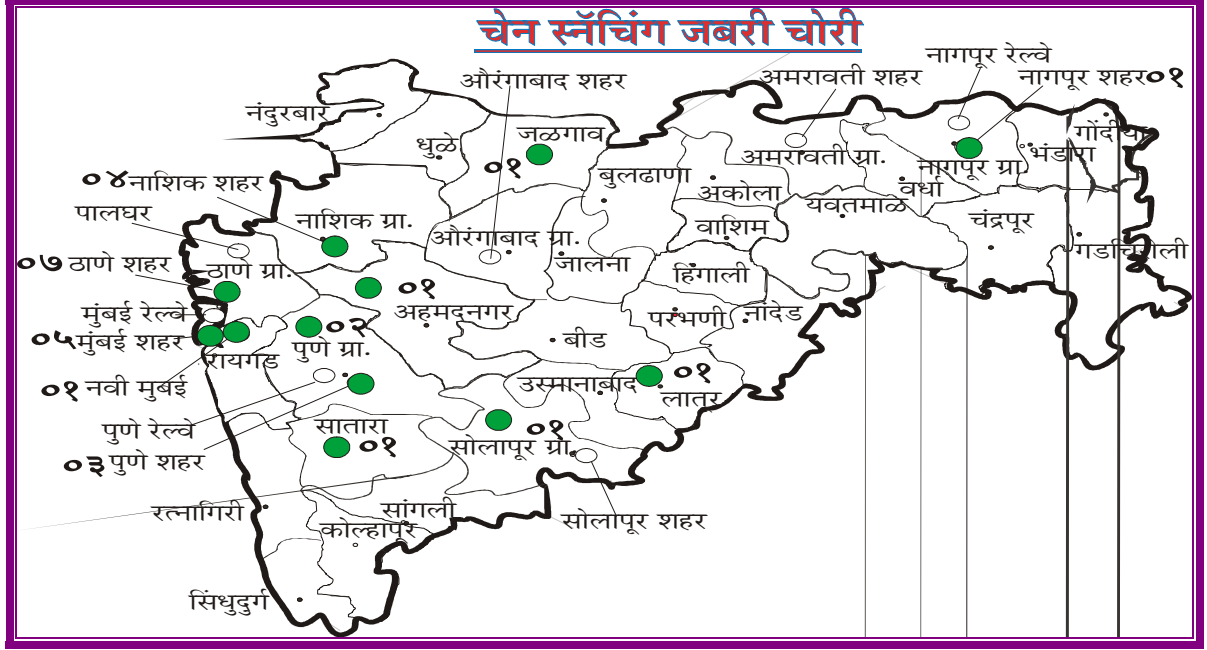 चेन स्नॅचिंग जबरी चोरी
नागपूर रेल्वे
औरंगाबाद शहर
अमरावती शहर
नागपूर शहर०१
नंदुरबार
धुळे
जळगाव
०१
गोंदीया
भंडारा
अमरावती ग्रा.
नागपूर ग्रा.
बुलढाणा
अकोला
वर्धा
०४नाशिक शहर
पालघर
नाशिक ग्रा.
वाशिम
यवतमाळ
चंद्रपूर
औरंगाबाद ग्रा.
जालना
गडचिरोली
०७ ठाणे शहर
ठाणे ग्रा.
हिंगाली
०१
अहमदनगर
मुंबई रेल्वे
परभणी
नांदेड
०२
०५मुंबई शहर
रायगड
पुणे ग्रा.
बीड
०१ नवी मुबई
उस्मानाबाद
०१
लातूर
पुणे रेल्वे
सातारा
०१
०१
सोलापूर ग्रा.
०३ पुणे शहर
रत्नागिरी
सांगली
कोल्हापूर
सोलापूर शहर
सिंधुदुर्ग